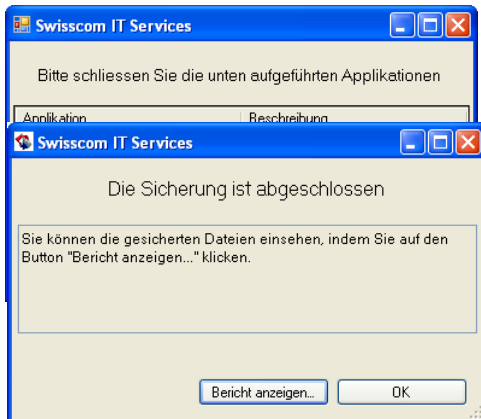 Swisscom IT Services
Bitte schliessen Sie die unten aufgeführten Applikationen
Applikation Beschreibung
Swisscom IT Services
Die Sicherung ist abgeschlossen
Sie können die gesicherten Dateien einsehen, indem Sie auf den
Button "Bericht anzeigen..." klicken.
Bericht anzeigen... OK